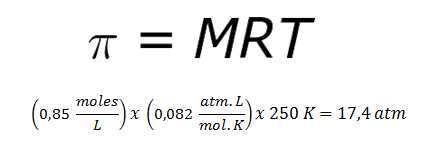 π = MRT
(0,85 moles/L) x (0,082 atm.L/mol.K) x 250 K = 17,4 atm